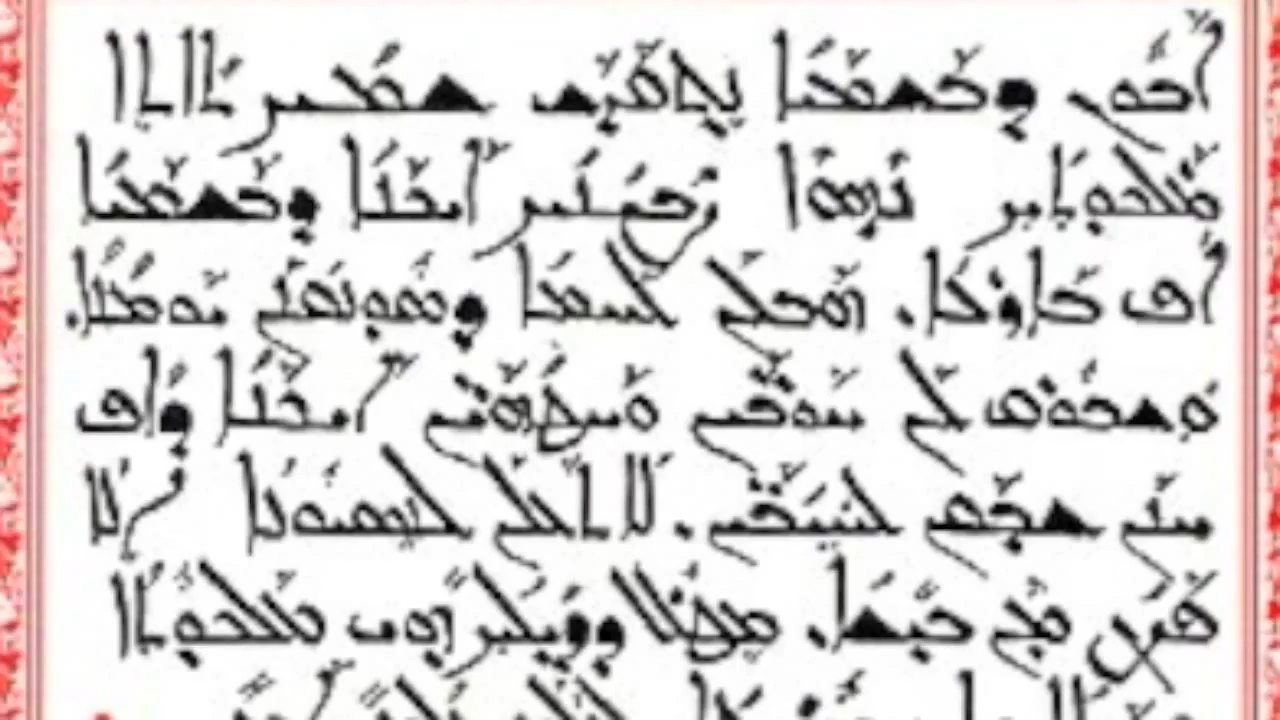 ܐܒܘܢ ܕܒܫܡܝܐ ܢܬܩܕܫ ܫܡܟ ܬܐܬܐ
ܡܠܟܘܬܟ ܢܗܘܐ ܨܒܝܢܟ ܐܝܟܢܐ ܕܒܫܡܝܐ
ܐܦ ܒܐܪܥܐ. ܗܒ ܠܢ ܠܚܡܐ ܕܣܘܢܩܢܢ ܝܘܡܢܐ.
ܘܫܒܘܩ ܠܢ ܚܘܒܝܢ ܘܚܛܗܝܢ ܐܝܟܢܐ ܕܐܦ
ܚܢܢ ܫܒܩܢ ܠܚܝܒܝܢ. ܠܐ ܬܥܠܢ ܠܢܣܝܘܢܐ ܐܠܐ
ܦܨܢ ܡܢ ܒܝܫܐ. ܡܛܠ ܕܕܝܠܟ ܗܝ ܡܠܟܘܬܐ